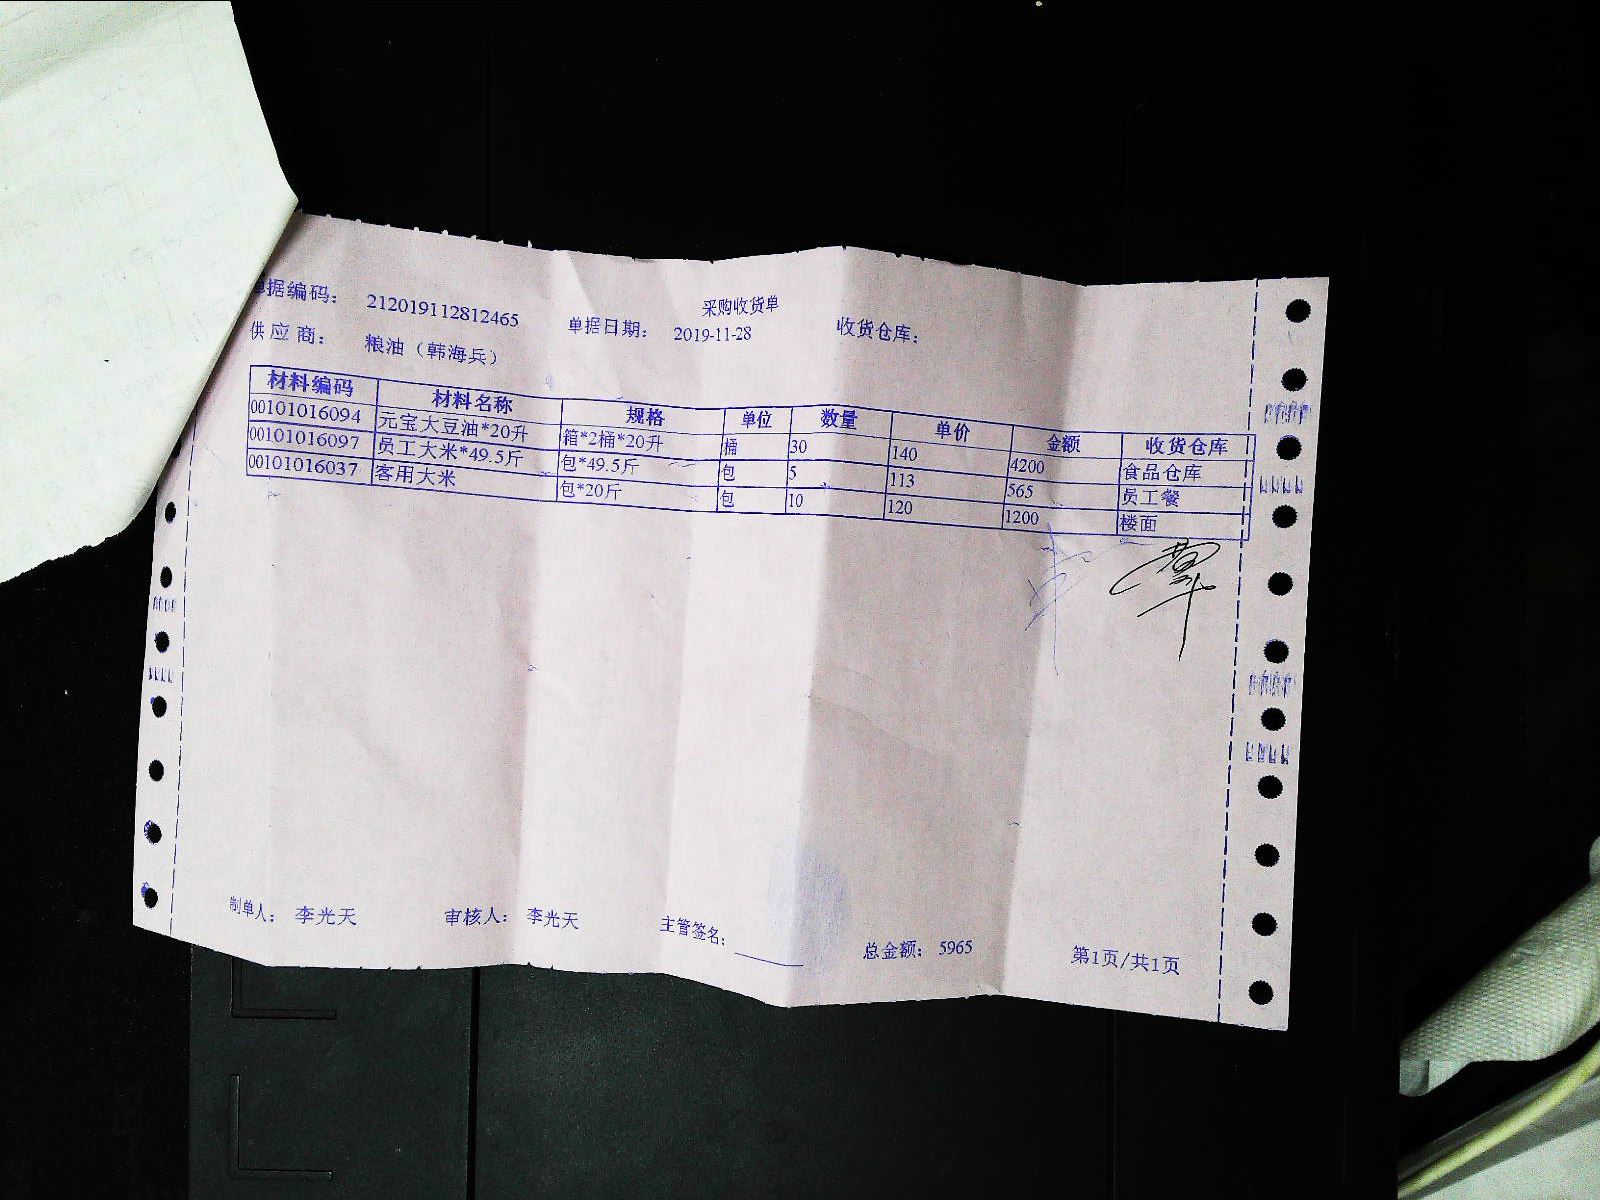 采购收货单
单据编码： 212019112812465 单据日期： 2019-11-28 收货仓库：
供应商： 粮油（韩海兵）
材料编码 材料名称 规格 单位 数量 单价 金额 收货仓库
00101016094 元宝大豆油*20升 箱*2桶*20升 桶 30 140 4200 食品仓库
00101016097 员工大米*49.5斤 包*49.5斤 包 5 113 565 员工餐
00101016037 客用大米 包*20斤 包 10 120 1200 楼面
制单人： 李光天 审核人： 李光天 主管签名： 总金额： 5965 第1页/共1页